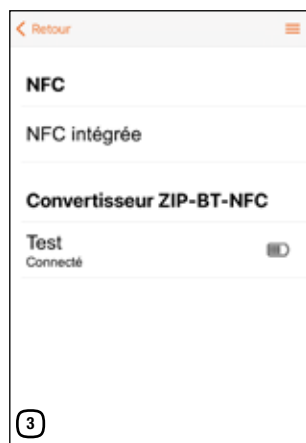 Retour
NFC
NFC intégrée
Convertisseur ZIP-BT-NFC
Test
Connecté
3